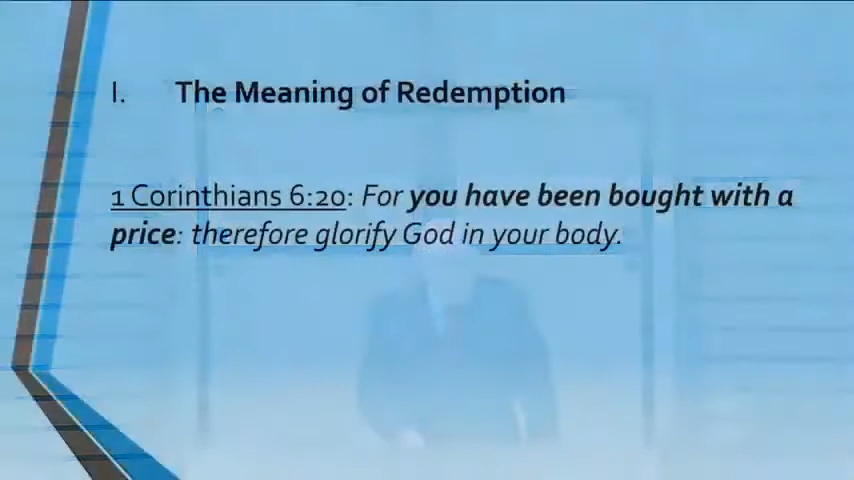 I. The Meaning of Redemption
1 Corinthians 6:20: For you have been bought with a
price: therefore glorify God in your body.